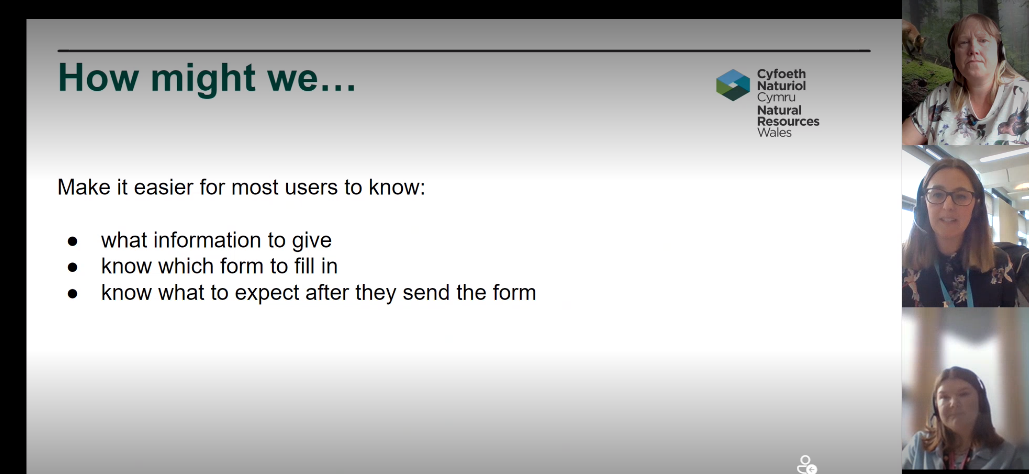 How might we...
Cyfoeth
Naturiol
Cymru
Natural
Resources
Wales
Make it easier for most users to know:
● what information to give
● know which form to fill in
● know what to expect after they send the form